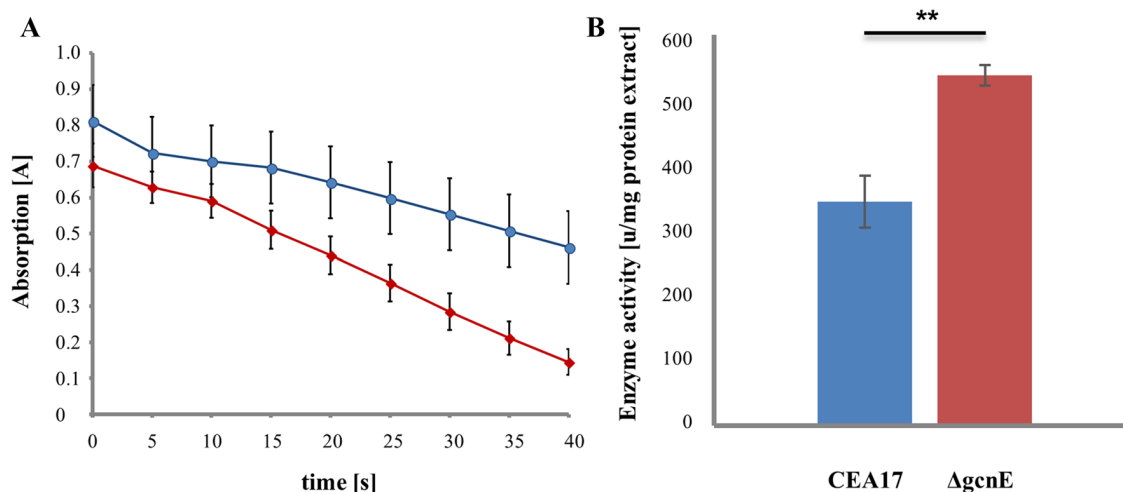 A
Absorption [A]
1.0
0.9
0.8
0.7
0.6
0.5
0.4
0.3
0.2
0.1
0
0 5 10 15 20 25 30 35 40
time [s]
B
**
Enzyme activity [u/mg protein extract]
600
500
400
300
200
100
0
CEA17 ΔgcnE